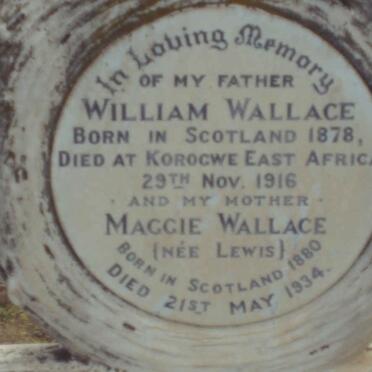 In Loving Memory
OF MY FATHER
WILLIAM WALLACE
BORN IN SCOTLAND 1878,
DIED AT KOROGWE EAST AFRICA
29TH NOV. 1916
· AND MY MOTHER ·
MAGGIE WALLACE
(NÉE LEWIS)
BORN IN SCOTLAND 1880
DIED 21ST MAY 1934.